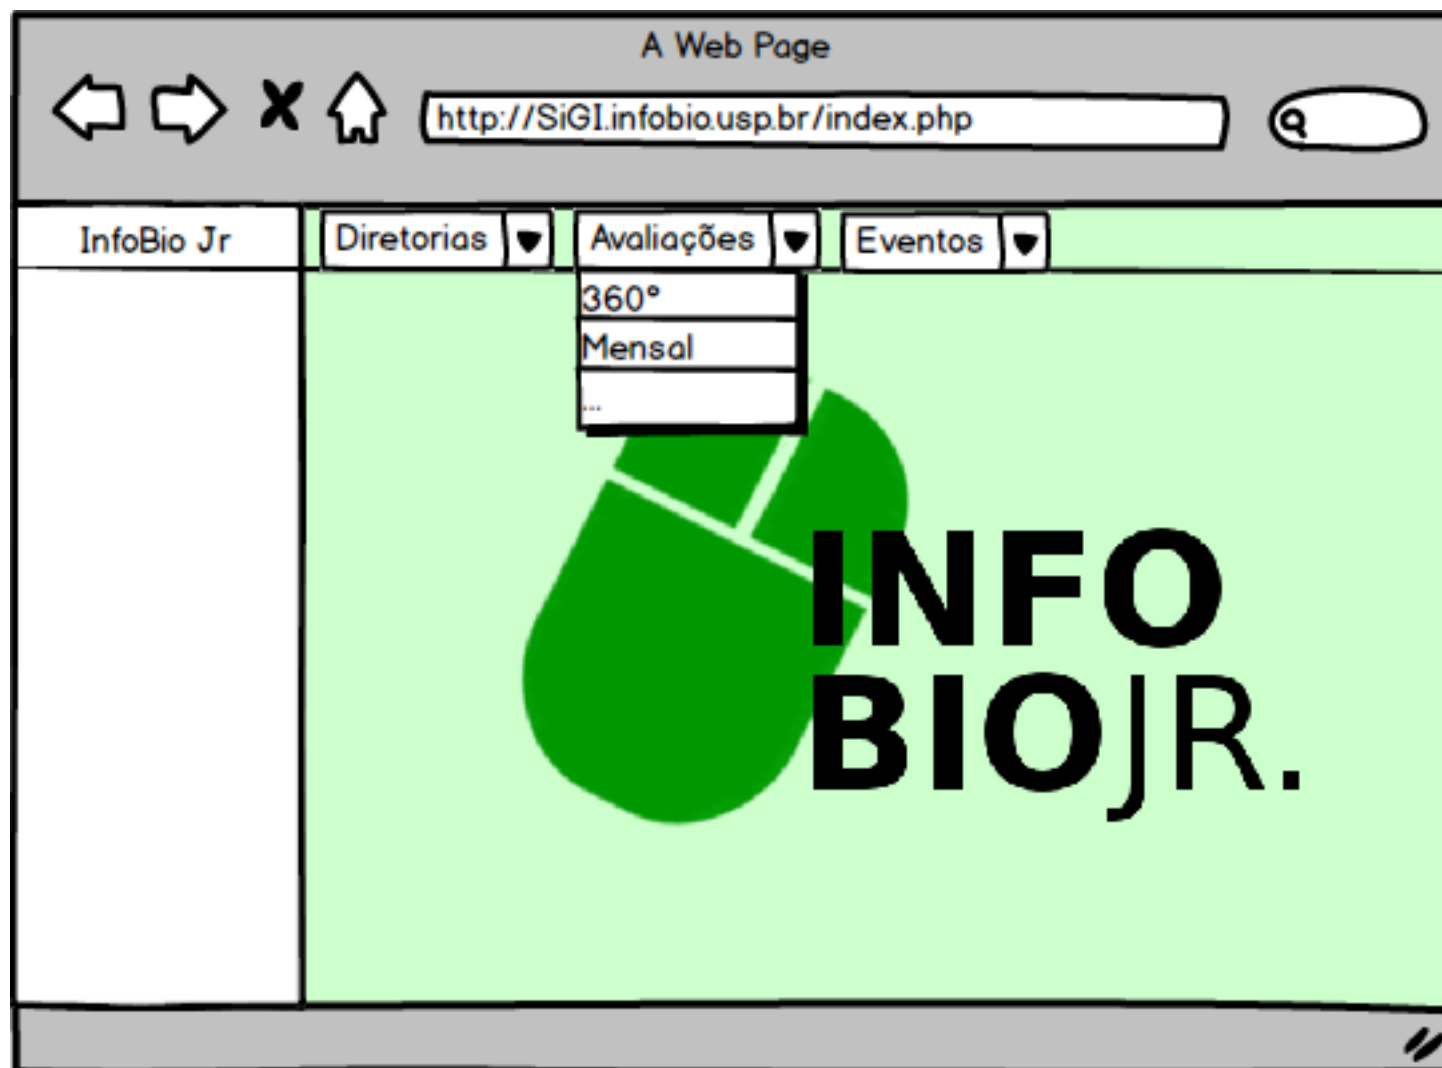 A Web Page
http://SiGI.infobio.usp.br/index.php
InfoBio Jr
Diretorias
Avaliações
Eventos
360°
Mensal
...
INFO
BIOJR.